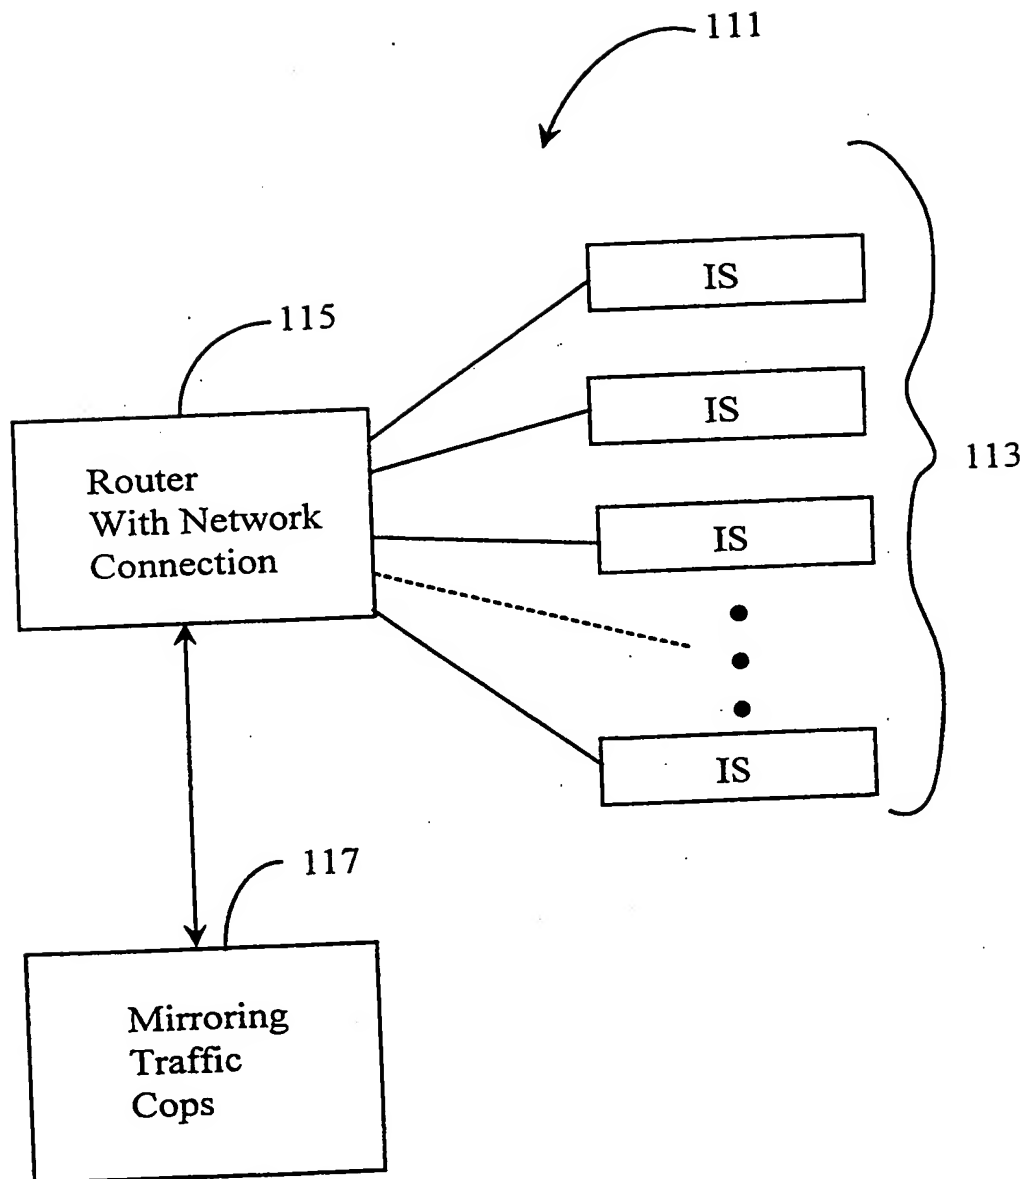 111
IS
115
IS
113
Router
With Network
Connection
IS
IS
117
Mirroring
Traffic
Cops